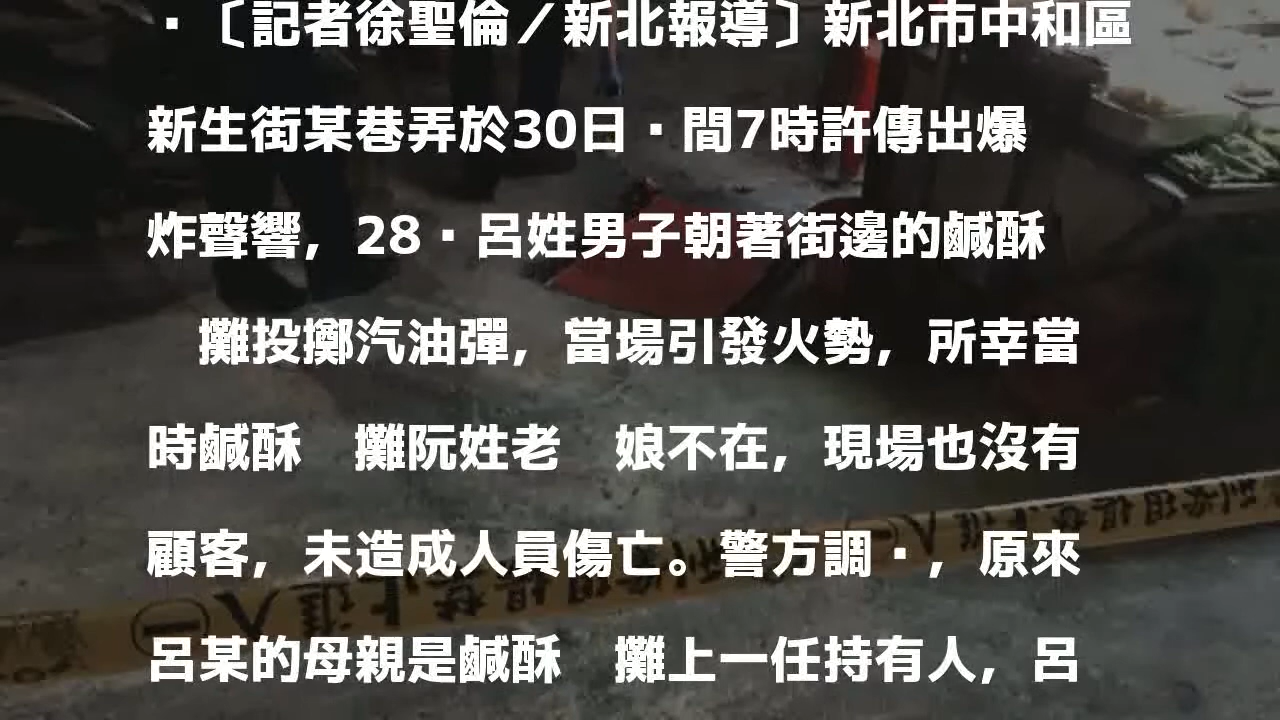 ・〔記者徐聖倫／新北報導〕新北市中和區
新生街某巷弄於30日・間7時許傳出爆
炸聲響，28・呂姓男子朝著街邊的鹹酥
攤投擲汽油彈，當場引發火勢，所幸當
時鹹酥　攤阮姓老　娘不在，現場也沒有
顧客，未造成人員傷亡。警方調・，原來
呂某的母親是鹹酥　攤上一任持有人，呂